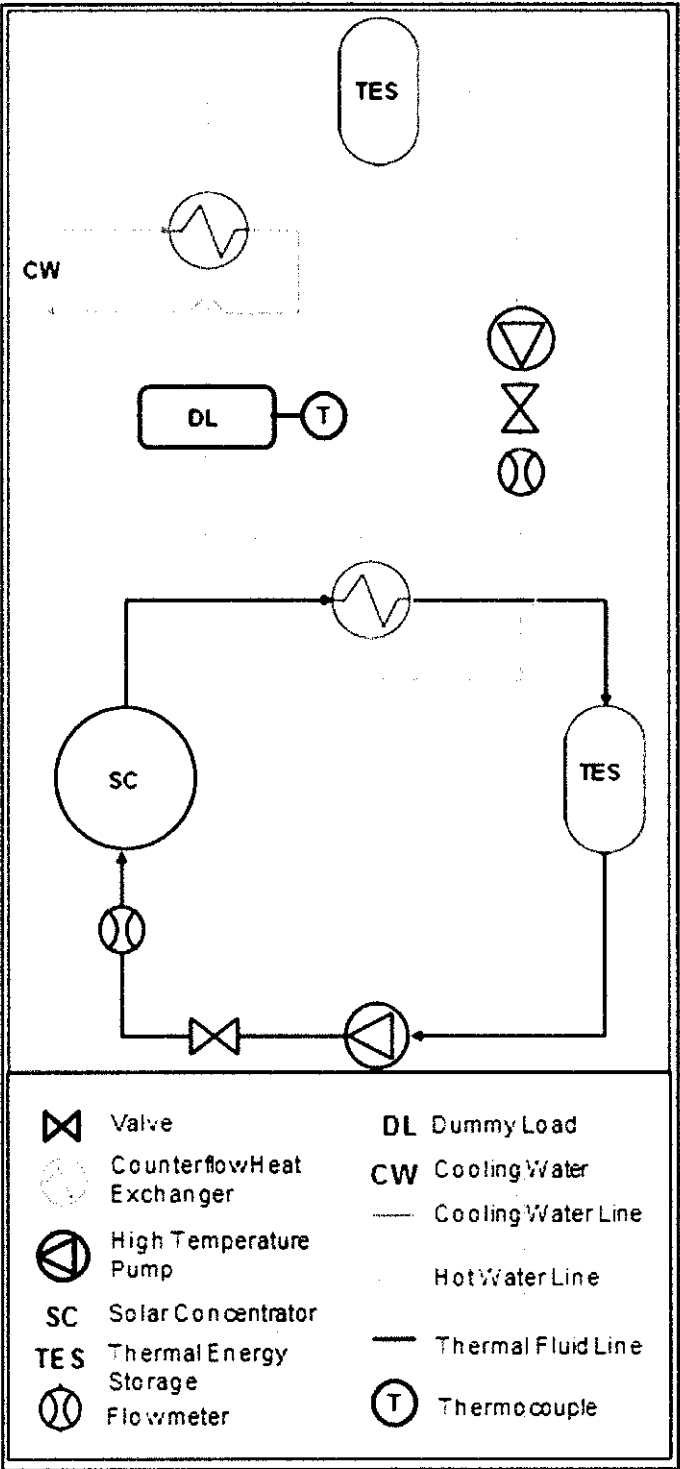 TES
CW
DL
T
SC
TES
Valve
Counterflow Heat
Exchanger
High Temperature
Pump
SC Solar Concentrator
TES Thermal Energy
Storage
Flowmeter
DL Dummy Load
CW Cooling Water
Cooling Water Line
Hot Water Line
Thermal Fluid Line
T Thermocouple